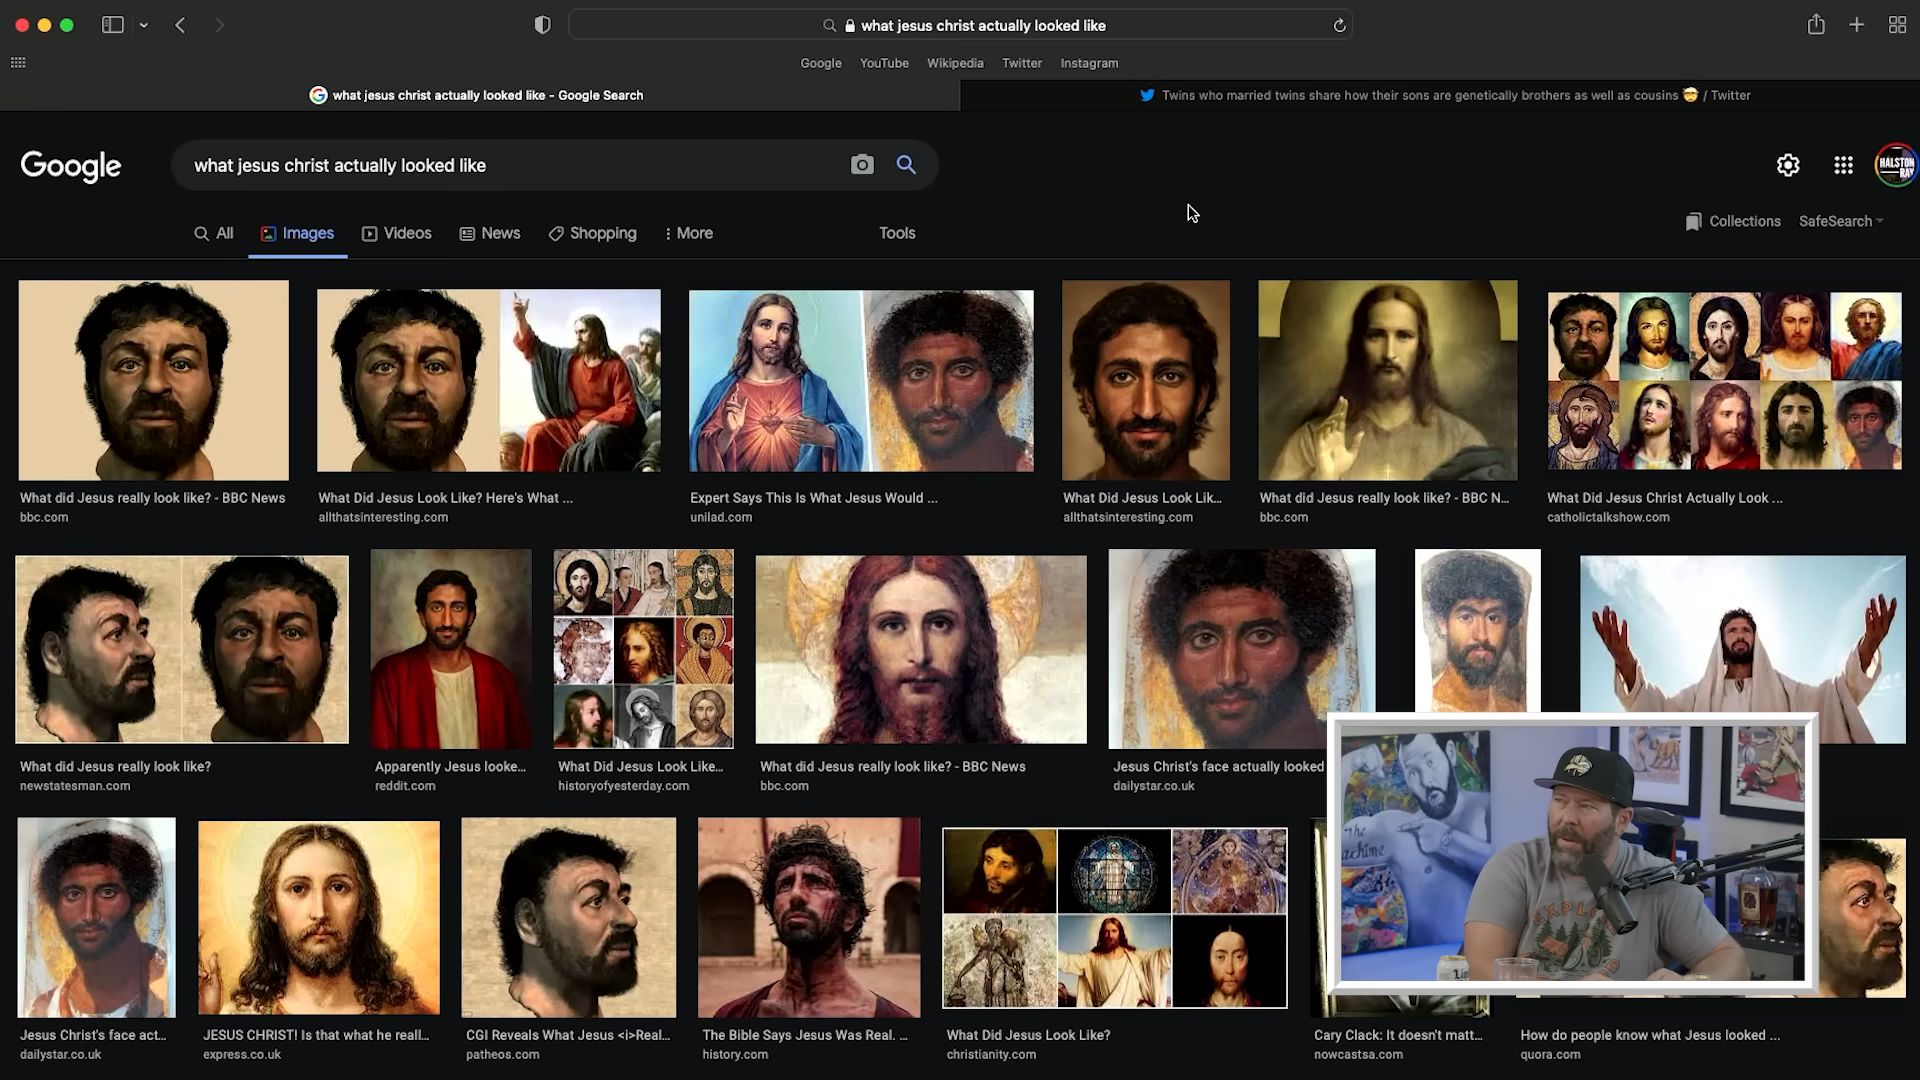 what jesus christ actually looked like
Google YouTube Wikipedia Twitter Instagram
what jesus christ actually looked like - Google Search
Twins who married twins share how their sons are genetically brothers as well as cousins 🤯 / Twitter
Google
what jesus christ actually looked like
HALSTON RAY
All Images Videos News Shopping More Tools
Collections SafeSearch
What did Jesus really look like? - BBC News
bbc.com
What Did Jesus Look Like? Here's What ...
allthatsinteresting.com
Expert Says This Is What Jesus Would ...
unilad.com
What Did Jesus Look Lik...
allthatsinteresting.com
What did Jesus really look like? - BBC N...
bbc.com
What Did Jesus Christ Actually Look ...
catholictalkshow.com
What did Jesus really look like?
newstatesman.com
Apparently Jesus looke...
reddit.com
What Did Jesus Look Like...
historyofyesterday.com
What did Jesus really look like? - BBC News
bbc.com
Jesus Christ's face actually looked
dailystar.co.uk
The
achine
Jesus Christ's face act...
dailystar.co.uk
JESUS CHRIST! Is that what he reall...
express.co.uk
CGI Reveals What Jesus <i>Real...
patheos.com
The Bible Says Jesus Was Real. ...
history.com
What Did Jesus Look Like?
christianity.com
Cary Clack: It doesn't matt...
nowcastsa.com
How do people know what Jesus looked ...
quora.com